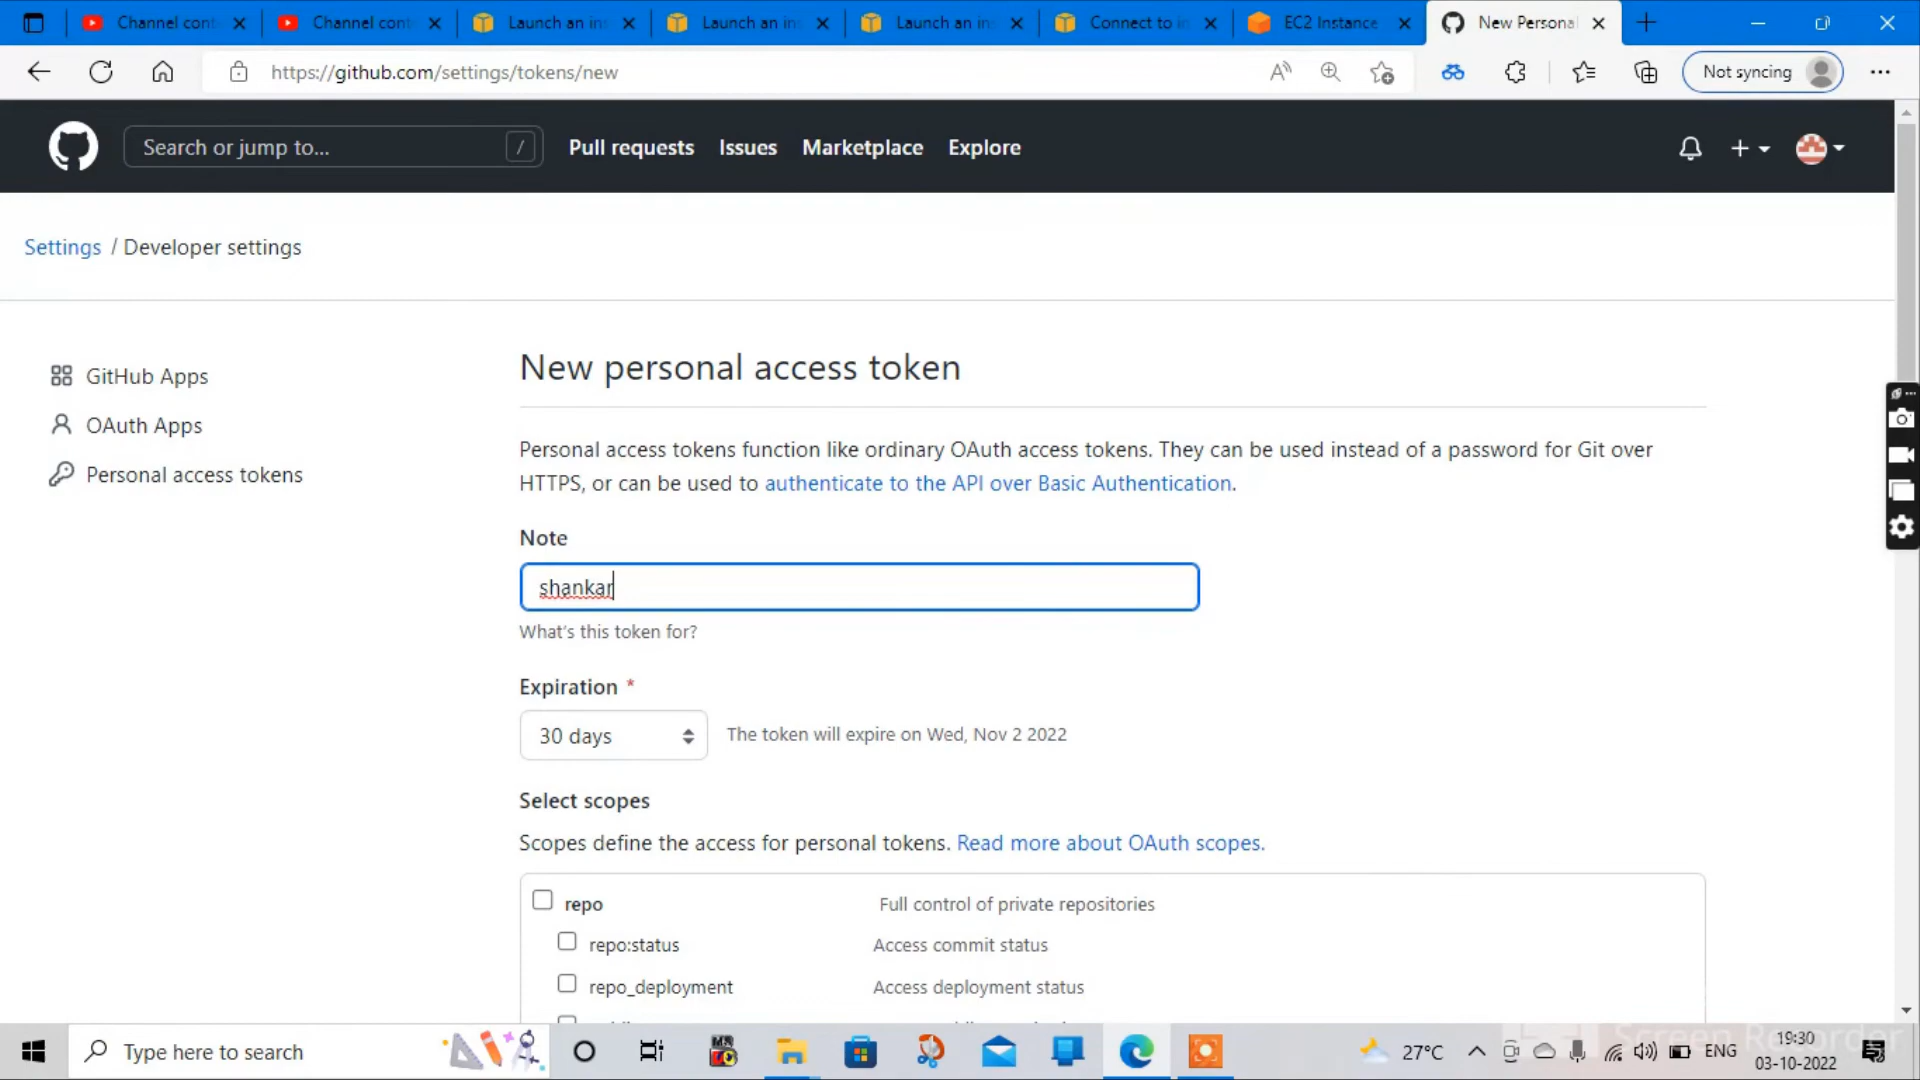 Channel cont
Channel cont
Launch an in
Launch an in
Launch an in
Connect to i
EC2 Instance
New Personal
https://github.com/settings/tokens/new
Not syncing
Search or jump to...
/
Pull requests
Issues
Marketplace
Explore
Settings / Developer settings
GitHub Apps
OAuth Apps
Personal access tokens
New personal access token
Personal access tokens function like ordinary OAuth access tokens. They can be used instead of a password for Git over
HTTPS, or can be used to authenticate to the API over Basic Authentication.
Note
shankar
What's this token for?
Expiration *
30 days
The token will expire on Wed, Nov 2 2022
Select scopes
Scopes define the access for personal tokens. Read more about OAuth scopes.
repo
Full control of private repositories
repo:status
Access commit status
repo_deployment
Access deployment status
Type here to search
27°C
ENG
19:30
03-10-2022
Screen Recorder